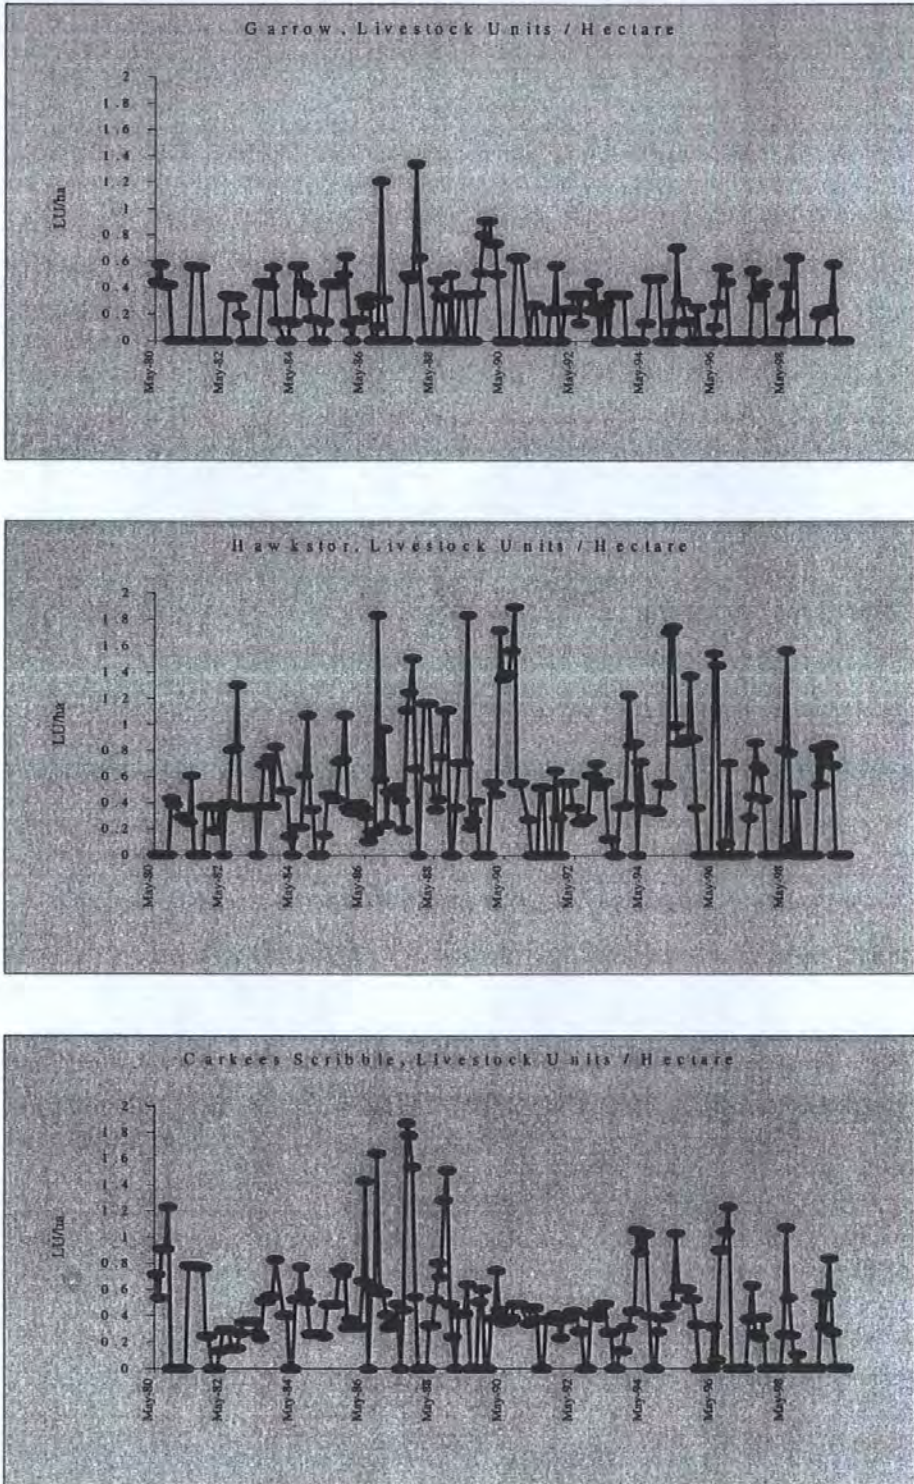 Garrow, Livestock Units / Hectare
LU/ha
2
1.8
1.6
1.4
1.2
1
0.8
0.6
0.4
0.2
0
May-80
May-82
May-84
May-86
May-88
May-90
May-92
May-94
May-96
May-98
Hawkstor, Livestock Units / Hectare
LU/ha
2
1.8
1.6
1.4
1.2
1
0.8
0.6
0.4
0.2
0
May-80
May-82
May-84
May-86
May-88
May-90
May-92
May-94
May-96
May-98
Carkees Scribble, Livestock Units / Hectare
LU/ha
2
1.8
1.6
1.4
1.2
1
0.8
0.6
0.4
0.2
0
May-80
May-82
May-84
May-86
May-88
May-90
May-92
May-94
May-96
May-98